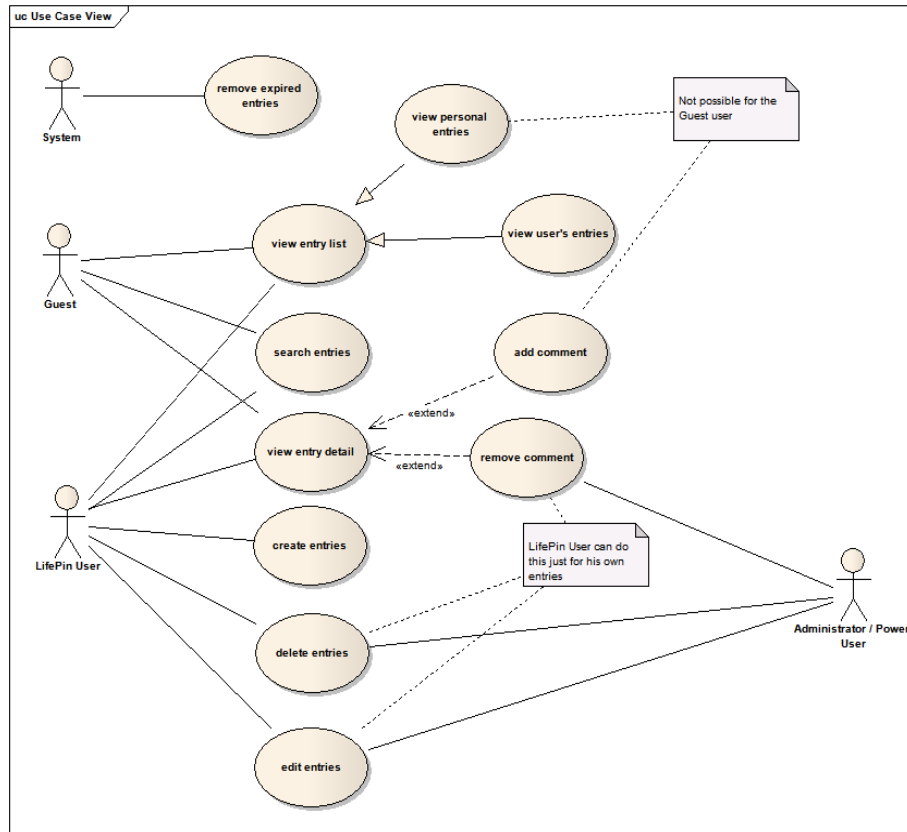 uc Use Case View
System
remove expired
entries
view personal
entries
Not possible for the
Guest user
Guest
view entry list
view user's entries
search entries
add comment
«extend»
view entry detail
«extend»
remove comment
LifePin User
create entries
LifePin User can do
this just for his own
entries
Administrator / Power
User
delete entries
edit entries